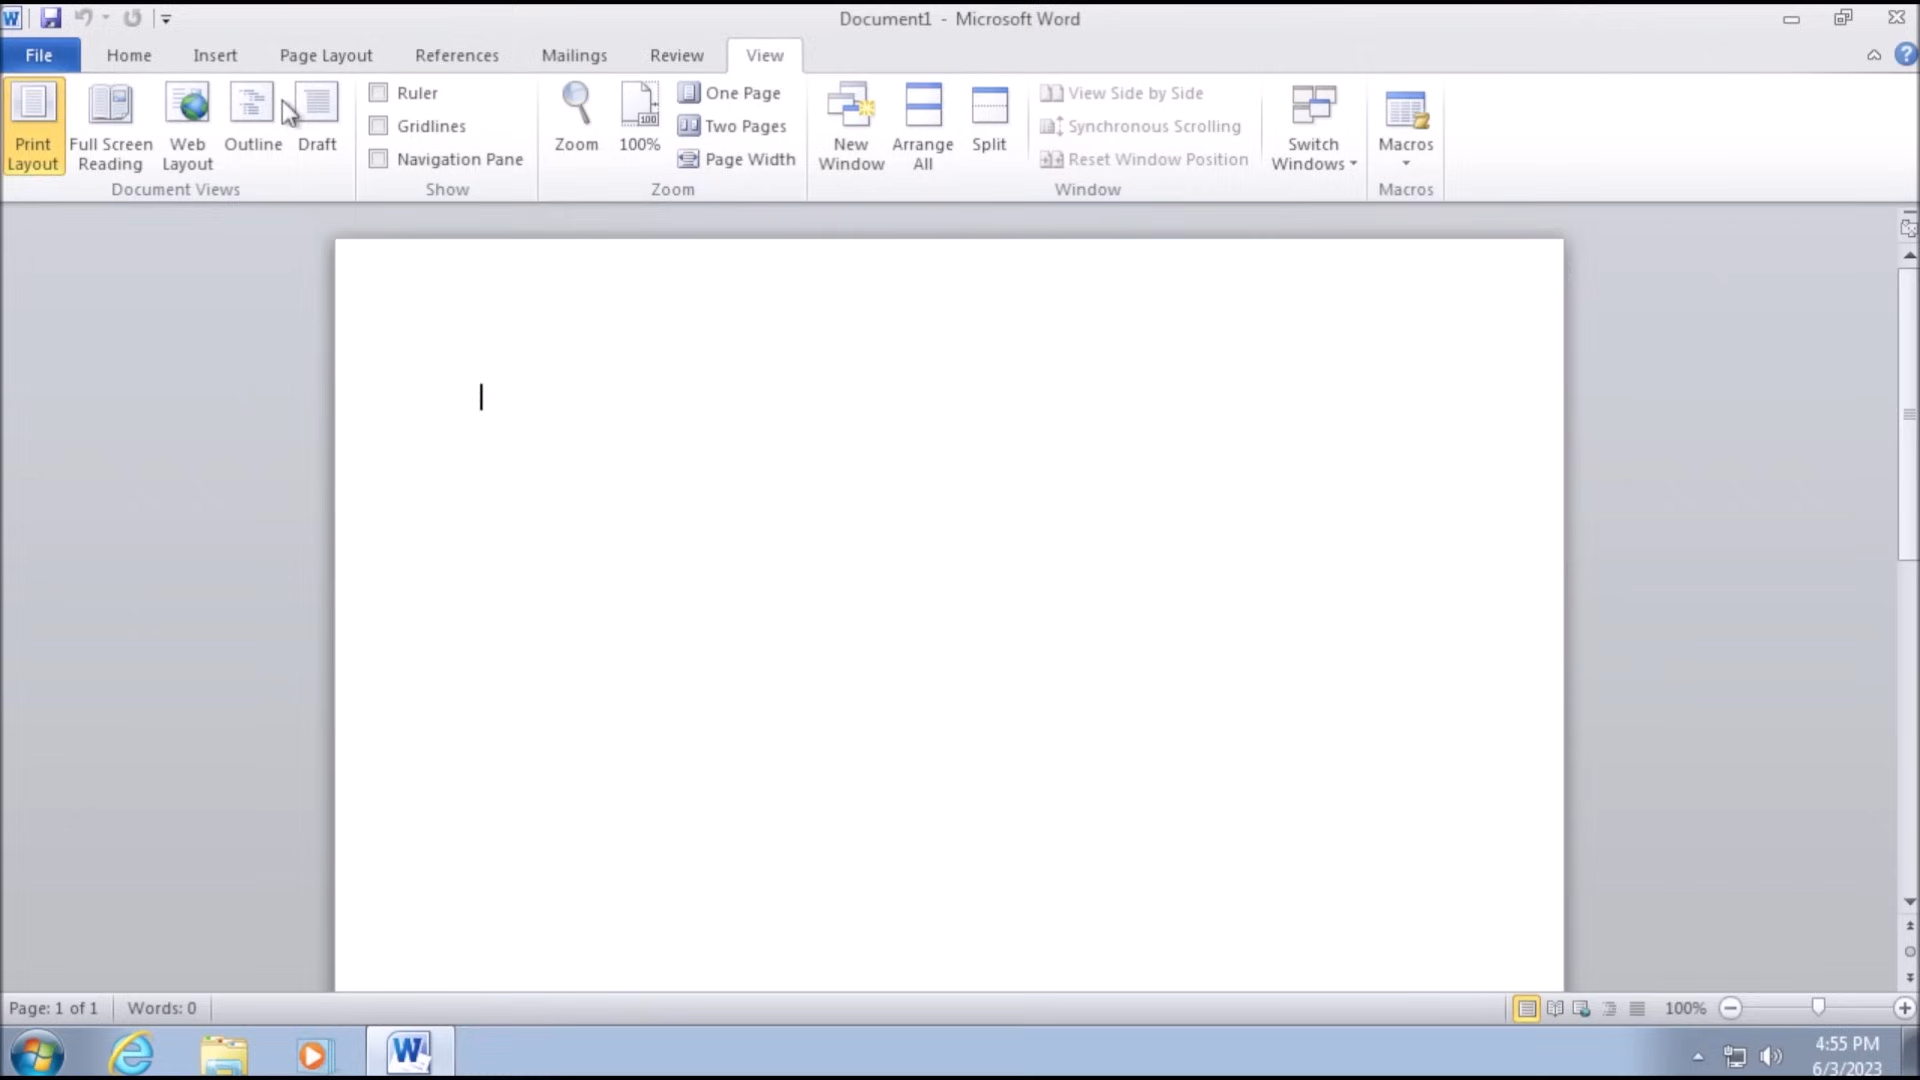 Document1 - Microsoft Word
File Home Insert Page Layout References Mailings Review View
Print Layout
Full Screen Reading
Web Layout
Outline
Draft
Document Views
Ruler
Gridlines
Navigation Pane
Show
Zoom
100
100%
One Page
Two Pages
Page Width
Zoom
New Window
Arrange All
Split
View Side by Side
Synchronous Scrolling
Reset Window Position
Switch Windows
Window
Macros
Macros
Page: 1 of 1 Words: 0
100%
4:55 PM
6/3/2023